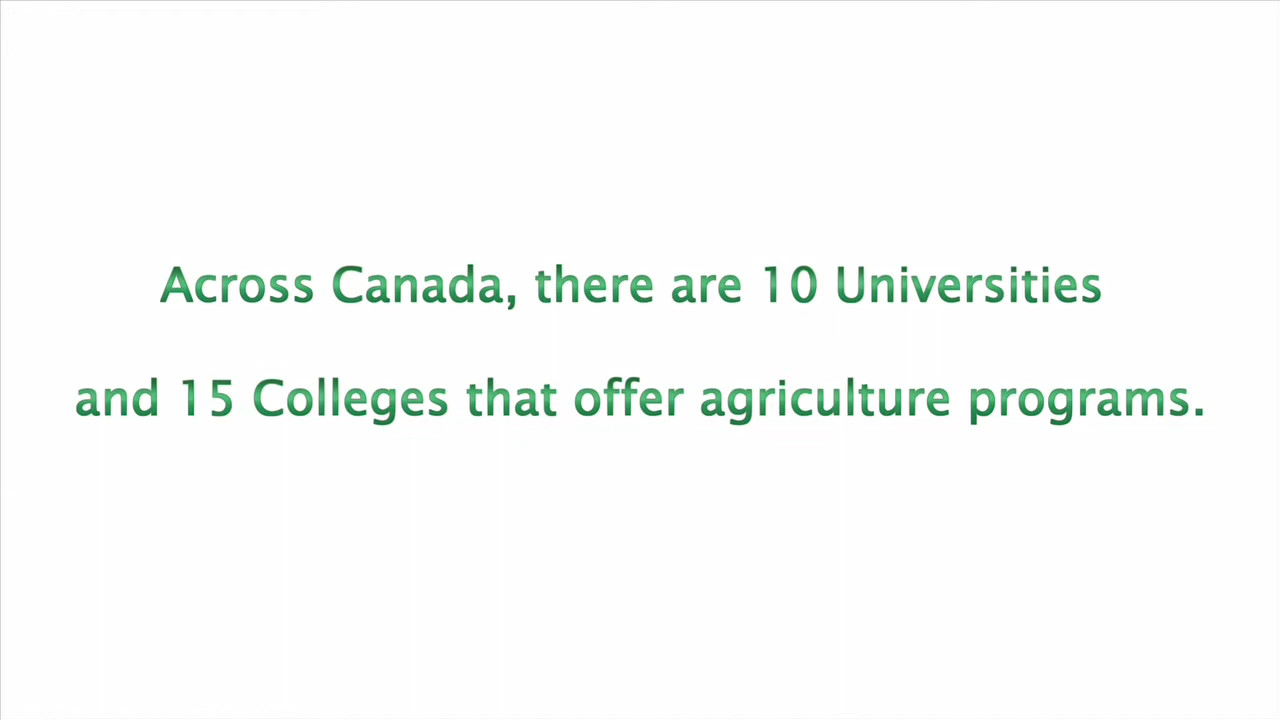 Across Canada, there are 10 Universities
and 15 Colleges that offer agriculture programs.